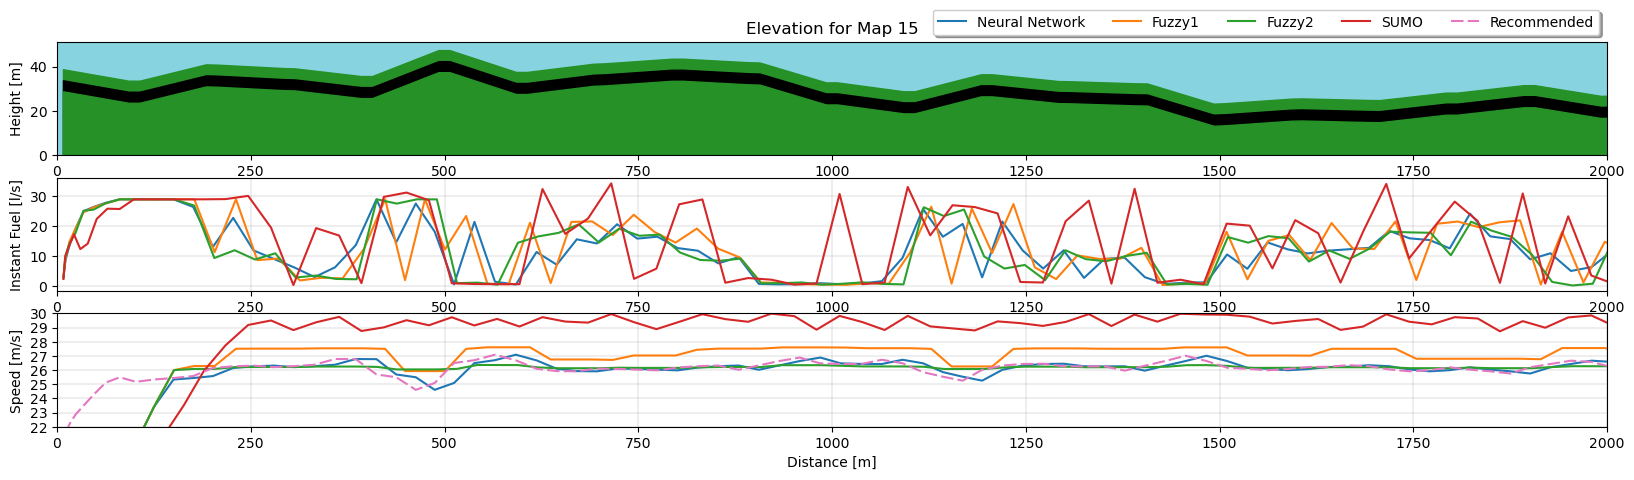 Elevation for Map 15
Neural Network Fuzzy1 Fuzzy2 SUMO Recommended
Height [m]
40
20
0
0 250 500 750 1000 1250 1500 1750 2000
Instant Fuel [l/s]
30
20
10
0
0 250 500 750 1000 1250 1500 1750 2000
Speed [m/s]
30
29
28
27
26
25
24
23
22
0 250 500 750 1000 1250 1500 1750 2000
Distance [m]